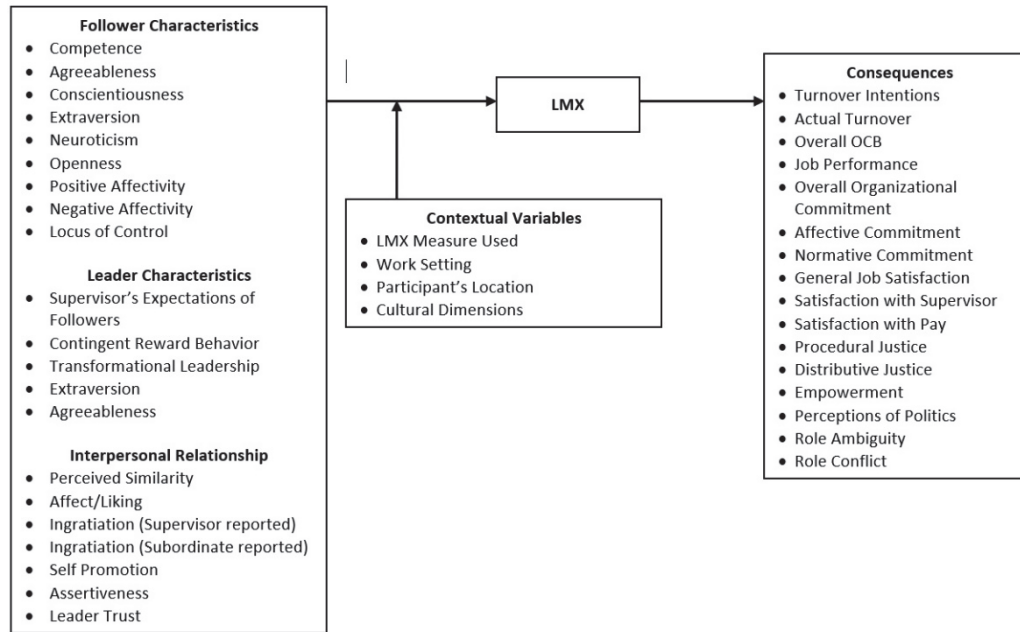 Follower Characteristics
• Competence
• Agreeableness
• Conscientiousness
• Extraversion
• Neuroticism
• Openness
• Positive Affectivity
• Negative Affectivity
• Locus of Control
Leader Characteristics
• Supervisor’s Expectations of
Followers
• Contingent Reward Behavior
• Transformational Leadership
• Extraversion
• Agreeableness
Interpersonal Relationship
• Perceived Similarity
• Affect/Liking
• Ingratiation (Supervisor reported)
• Ingratiation (Subordinate reported)
• Self Promotion
• Assertiveness
• Leader Trust
LMX
Contextual Variables
• LMX Measure Used
• Work Setting
• Participant’s Location
• Cultural Dimensions
Consequences
• Turnover Intentions
• Actual Turnover
• Overall OCB
• Job Performance
• Overall Organizational
Commitment
• Affective Commitment
• Normative Commitment
• General Job Satisfaction
• Satisfaction with Supervisor
• Satisfaction with Pay
• Procedural Justice
• Distributive Justice
• Empowerment
• Perceptions of Politics
• Role Ambiguity
• Role Conflict